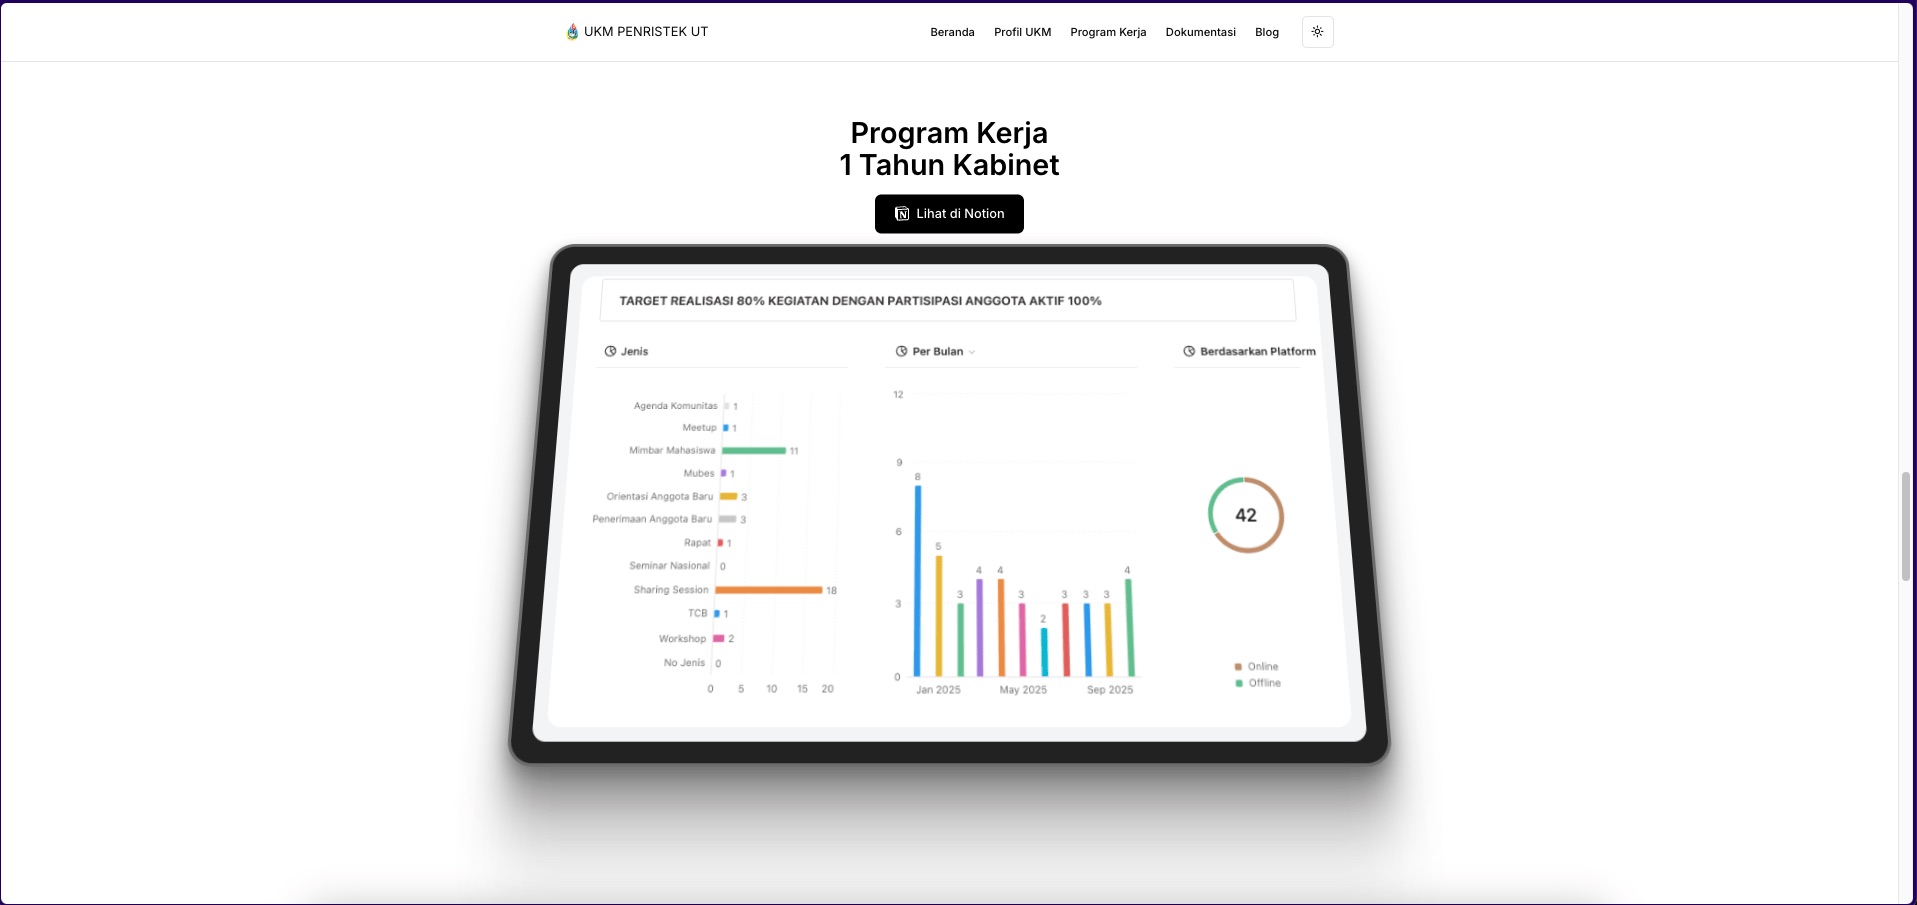 UKM PENRISTEK UT
Beranda Profil UKM Program Kerja Dokumentasi Blog
Program Kerja
1 Tahun Kabinet
Lihat di Notion
TARGET REALISASI 80% KEGIATAN DENGAN PARTISIPASI ANGGOTA AKTIF 100%
Jenis
Agenda Komunitas 1
Meetup 1
Mimbar Mahasiswa 11
Mubes 1
Orientasi Anggota Baru 3
Penerimaan Anggota Baru 3
Rapat 1
Seminar Nasional 0
Sharing Session 18
TCB 1
Workshop 2
No Jenis 0
0 5 10 15 20
Per Bulan
12
9
6
3
0
8 5 3 4 4 3 2 3 3 3 4
Jan 2025 May 2025 Sep 2025
Berdasarkan Platform
42
Online
Offline